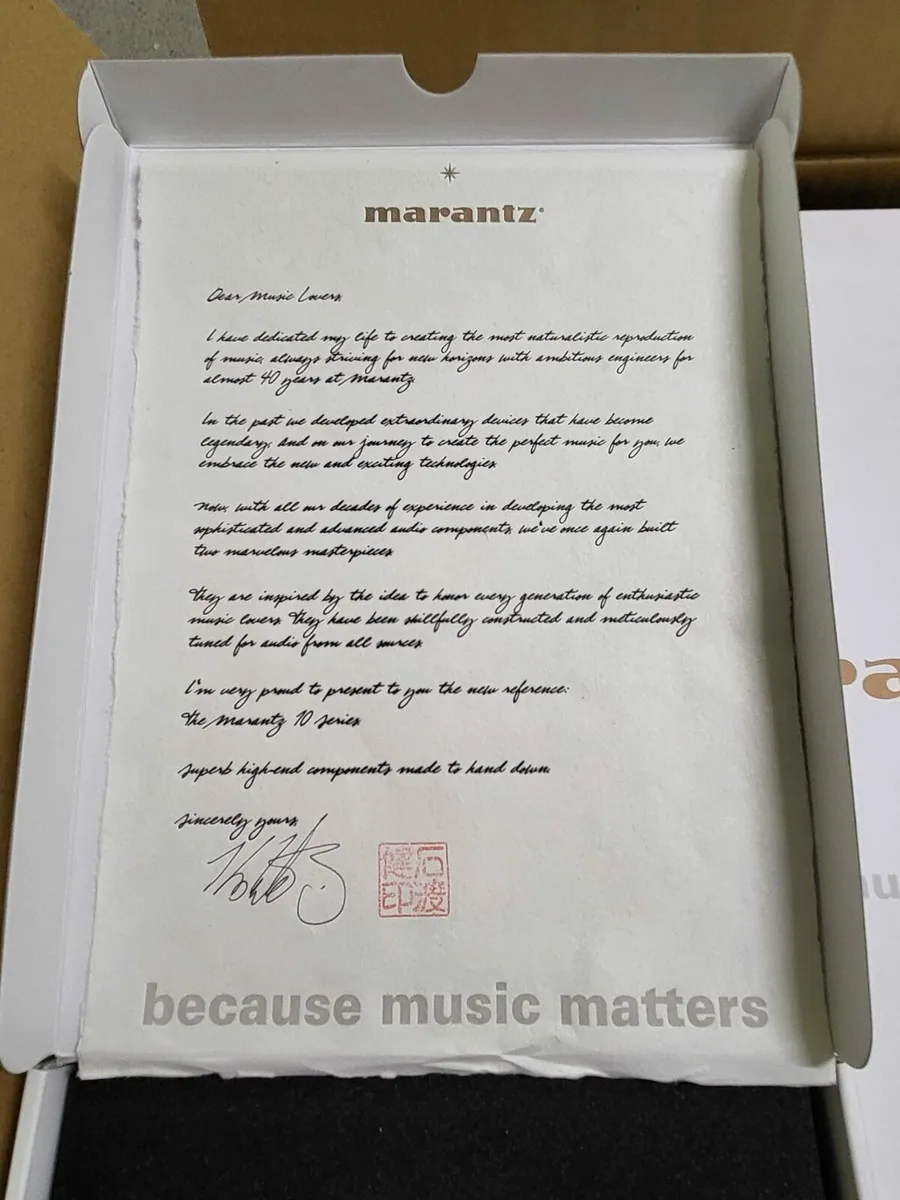 marantz
Dear Music Lovers,
I have dedicated my life to creating the most naturalistic reproduction
of music, always striving for new horizons with ambitious engineers for
almost 40 years at Marantz.
In the past we developed extraordinary devices that have become
legendary. And on our journey to create the perfect music for you, we
embrace the new and exciting technologies.
Now, with all our decades of experience in developing the most
sophisticated and advanced audio components, we've once again built
two marvelous masterpieces.
They are inspired by the idea to honor every generation of enthusiastic
music lovers. They have been skillfully constructed and meticulously
tuned for audio from all sources.
I'm very proud to present to you the new reference:
the Marantz 10 Series.
Superb high-end components made to hand down.
Sincerely yours,
石渡健印
because music matters